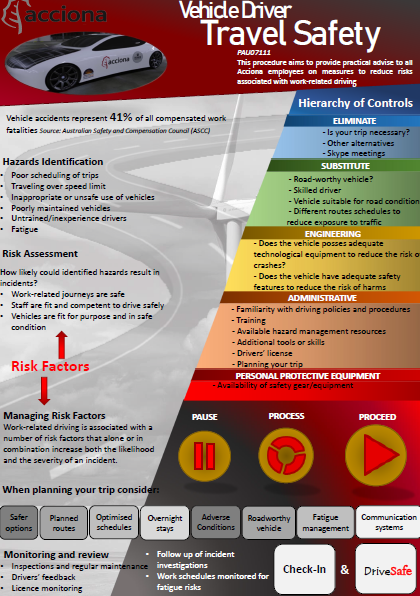 acciona
acciona
Vehicle Driver
Travel Safety
PAU07111
This procedure aims to provide practical advise to all
Acciona employees on measures to reduce risks
associated with work-related driving
Vehicle accidents represent 41% of all compensated work
fatalities Source: Australian Safety and Compensation Council (ASCC)
Hazards Identification
• Poor scheduling of trips
• Traveling over speed limit
• Inappropriate or unsafe use of vehicles
• Poorly maintained vehicles
• Untrained/inexperience drivers
• Fatigue
Risk Assessment
How likely could identified hazards result in
incidents?
• Work-related journeys are safe
• Staff are fit and competent to drive safely
• Vehicles are fit for purpose and in safe
condition
Risk Factors
Managing Risk Factors
Work-related driving is associated with a
number of risk factors that alone or in
combination increase both the likelihood
and the severity of an incident.
Hierarchy of Controls
ELIMINATE
- Is your trip necessary?
- Other alternatives
- Skype meetings
SUBSTITUTE
- Road-worthy vehicle?
- Skilled driver
- Vehicle suitable for road condition
- Different routes schedules to
reduce exposure to traffic
ENGINEERING
- Does the vehicle posses adequate
technological equipment to reduce the risk of
crashes?
- Does the vehicle have adequate safety
features to reduce the risk of harms
ADMINISTRATIVE
- Familiarity with driving policies and procedures
- Training
- Available hazard management resources
- Additional tools or skills
- Drivers' license
- Planning your trip
PERSONAL PROTECTIVE EQUIPMENT
- Availability of safety gear/equipment
PAUSE
PROCESS
PROCEED
When planning your trip consider:
Safer
options
Planned
routes
Optimised
schedules
Overnight
stays
Adverse
Conditions
Roadworthy
vehicle
Fatigue
management
Communication
systems
Monitoring and review
• Inspections and regular maintenance
• Drivers' feedback
• Licence monitoring
• Follow up of incident
investigations
• Work schedules monitored for
fatigue risks
Check-In
&
DriveSafe